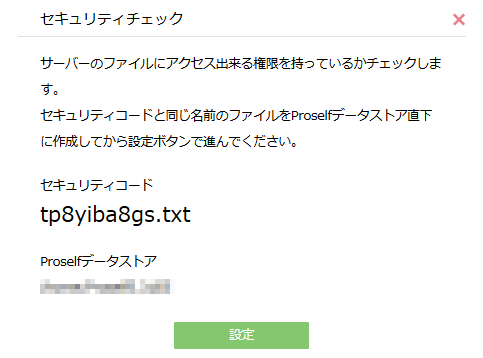 セキュリティチェック
サーバーのファイルにアクセス出来る権限を持っているかチェックしま
す。
セキュリティコードと同じ名前のファイルをProselfデータストア直下
に作成してから設定ボタンで進んでください。
セキュリティコード
tp8yiba8gs.txt
Proselfデータストア
設定